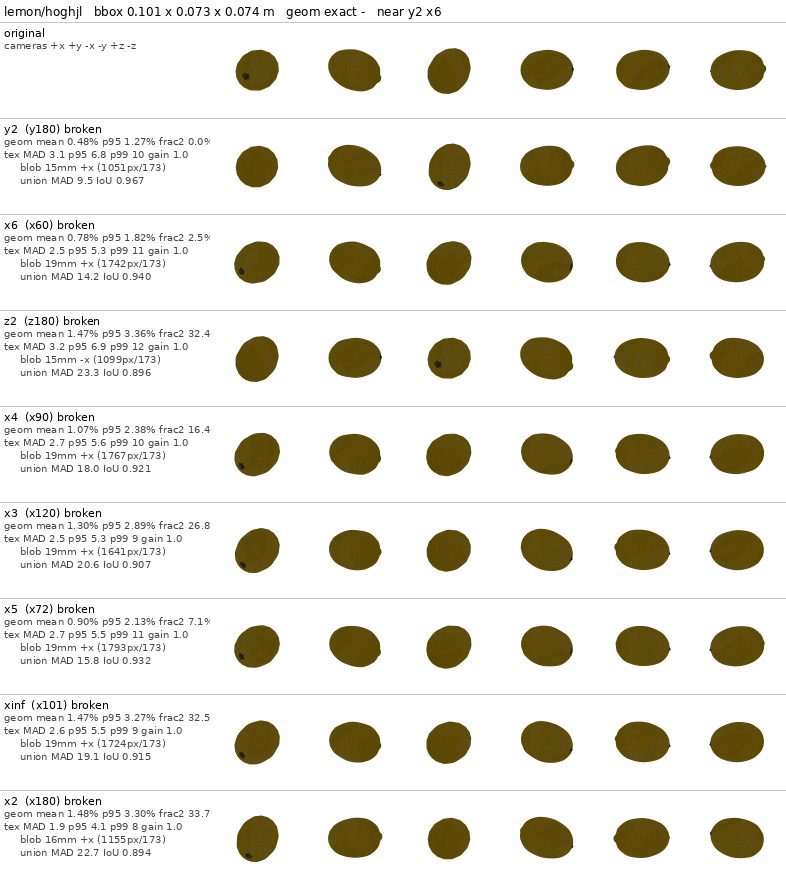 lemon/hoghjl   bbox 0.101 x 0.073 x 0.074 m   geom exact -   near y2 x6
original
cameras +x +y -x -y +z -z
y2  (y180) broken
geom mean 0.48% p95 1.27% frac2 0.0%
tex MAD 3.1 p95 6.8 p99 10 gain 1.0
blob 15mm +x (1051px/173)
union MAD 9.5 IoU 0.967
x6  (x60) broken
geom mean 0.78% p95 1.82% frac2 2.5%
tex MAD 2.5 p95 5.3 p99 11 gain 1.0
blob 19mm +x (1742px/173)
union MAD 14.2 IoU 0.940
z2  (z180) broken
geom mean 1.47% p95 3.36% frac2 32.4
tex MAD 3.2 p95 6.9 p99 12 gain 1.0
blob 15mm -x (1099px/173)
union MAD 23.3 IoU 0.896
x4  (x90) broken
geom mean 1.07% p95 2.38% frac2 16.4
tex MAD 2.7 p95 5.6 p99 10 gain 1.0
blob 19mm +x (1767px/173)
union MAD 18.0 IoU 0.921
x3  (x120) broken
geom mean 1.30% p95 2.89% frac2 26.8
tex MAD 2.5 p95 5.3 p99 9 gain 1.0
blob 19mm +x (1641px/173)
union MAD 20.6 IoU 0.907
x5  (x72) broken
geom mean 0.90% p95 2.13% frac2 7.1%
tex MAD 2.7 p95 5.5 p99 11 gain 1.0
blob 19mm +x (1793px/173)
union MAD 15.8 IoU 0.932
xinf  (x101) broken
geom mean 1.47% p95 3.27% frac2 32.5
tex MAD 2.6 p95 5.5 p99 9 gain 1.0
blob 19mm +x (1724px/173)
union MAD 19.1 IoU 0.915
x2  (x180) broken
geom mean 1.48% p95 3.30% frac2 33.7
tex MAD 1.9 p95 4.1 p99 8 gain 1.0
blob 16mm +x (1155px/173)
union MAD 22.7 IoU 0.894